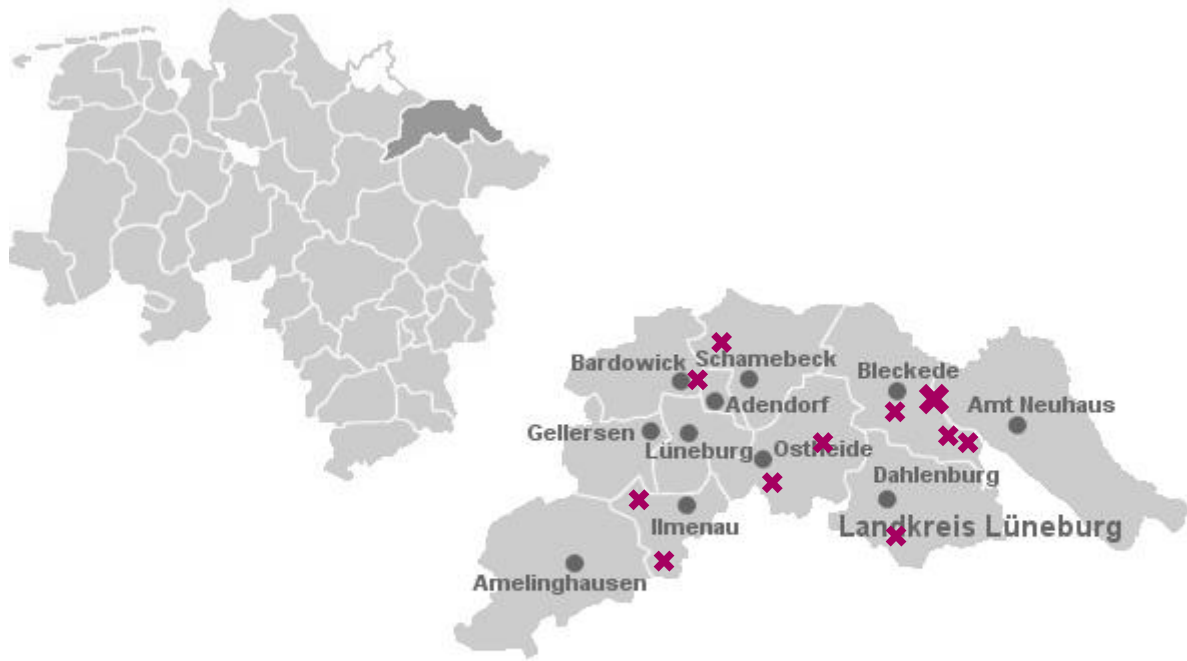 Bardowick
Scharnebeck
Bleckede
Adendorf
Amt Neuhaus
Gellersen
Lüneburg
Ostheide
Dahlenburg
Ilmenau
Landkreis Lüneburg
Amelinghausen